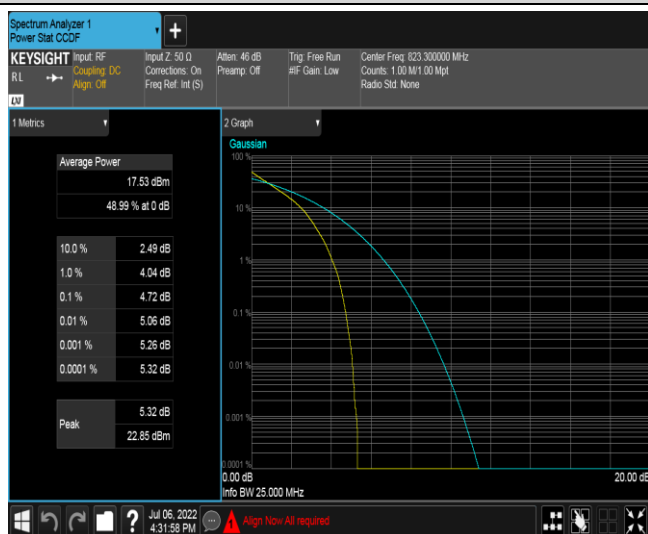 Spectrum Analyzer 1
Power Stat CCDF
+
KEYSIGHT
RL
LXI
Input: RF
Coupling: DC
Align: Off
Input Z: 50 Ω
Corrections: On
Freq Ref: Int (S)
Atten: 46 dB
Preamp: Off
Trig: Free Run
#IF Gain: Low
Center Freq: 823.300000 MHz
Counts: 1.00 M/1.00 Mpt
Radio Std: None
1 Metrics
Average Power
17.53 dBm
48.99 % at 0 dB
10.0 % 2.49 dB
1.0 % 4.04 dB
0.1 % 4.72 dB
0.01 % 5.06 dB
0.001 % 5.26 dB
0.0001 % 5.32 dB
Peak
5.32 dB
22.85 dBm
2 Graph
Gaussian
100 %
10 %
1 %
0.1 %
0.01 %
0.001 %
0.0001 %
0.00 dB
20.00 dB
Info BW 25.000 MHz
?
Jul 06, 2022
4:31:58 PM
Align Now All required